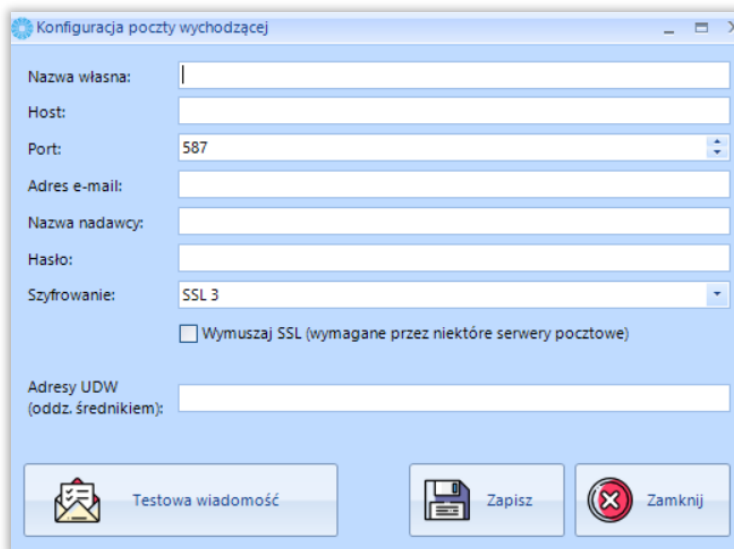 Konfiguracja poczty wychodzącej
Nazwa własna:
Host:
Port: 587
Adres e-mail:
Nazwa nadawcy:
Hasło:
Szyfrowanie: SSL 3
Wymuszaj SSL (wymagane przez niektóre serwery pocztowe)
Adresy UDW
(oddz. średnikiem):
Testowa wiadomość Zapisz Zamknij